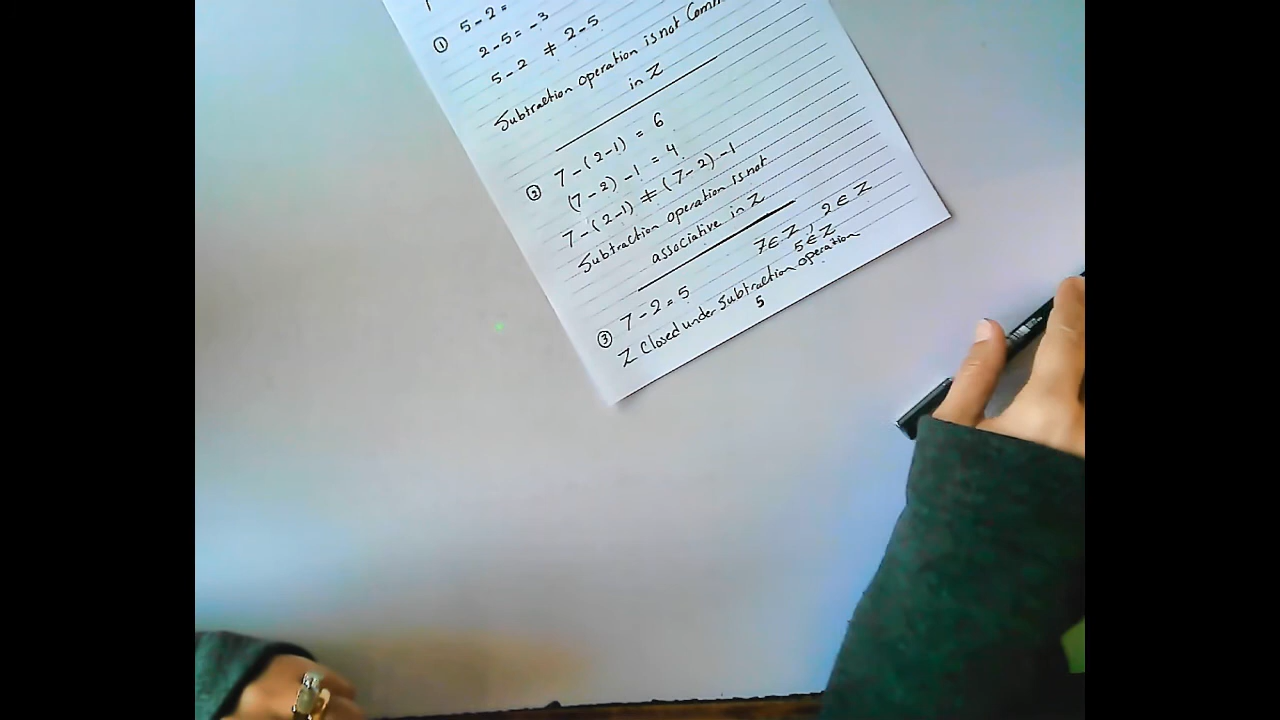 ① 5 - 2 =
2 - 5 = -3
5 - 2 ≠ 2 - 5
Subtraction operation is not
in Z
② 7 - (2 - 1) = 6
(7 - 2) - 1 = 4
7 - (2 - 1) ≠ (7 - 2) - 1
Subtraction operation is not
associative in Z
③ 7 - 2 = 5
7 ∈ Z , 2 ∈ Z
5 ∈ Z
Z Closed under Subtraction operation
5